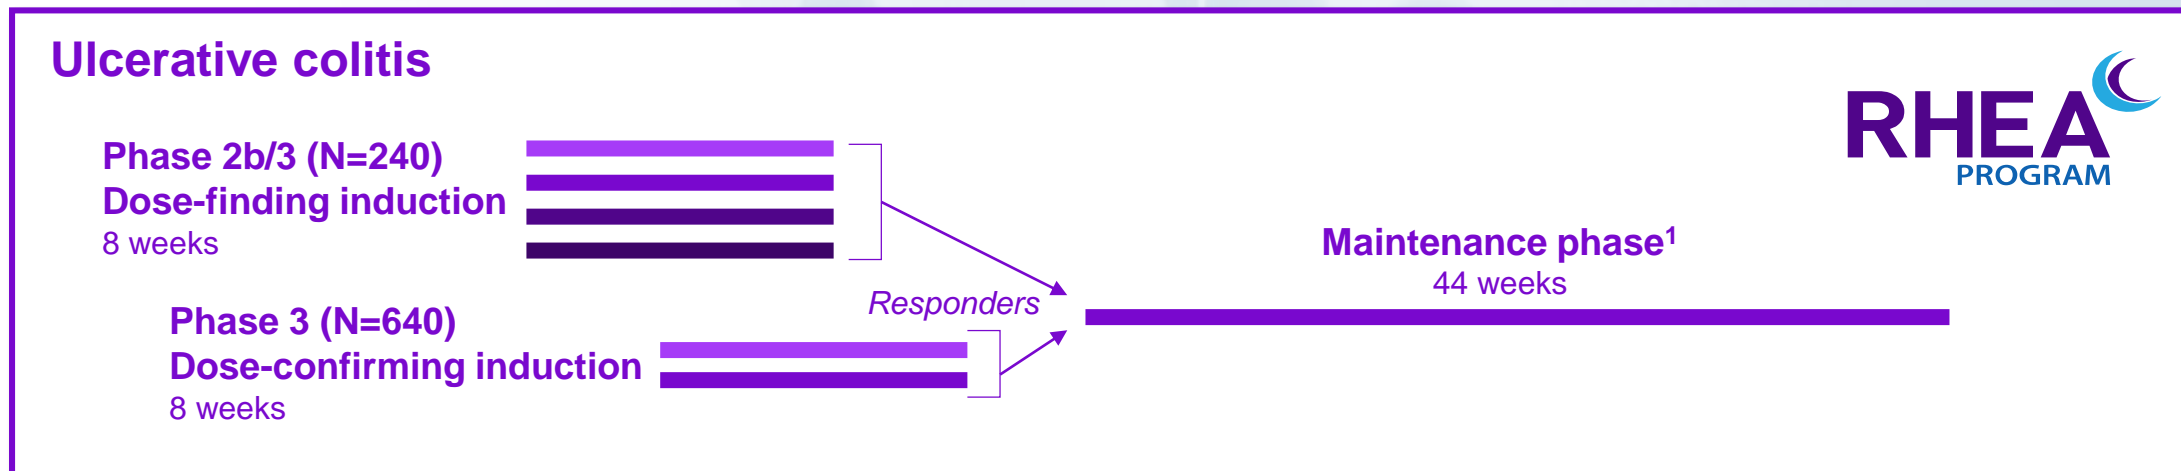 Ulcerative colitis
RHEA
PROGRAM
Phase 2b/3 (N=240)
Dose-finding induction
8 weeks
Maintenance phase¹
44 weeks
Responders
Phase 3 (N=640)
Dose-confirming induction
8 weeks